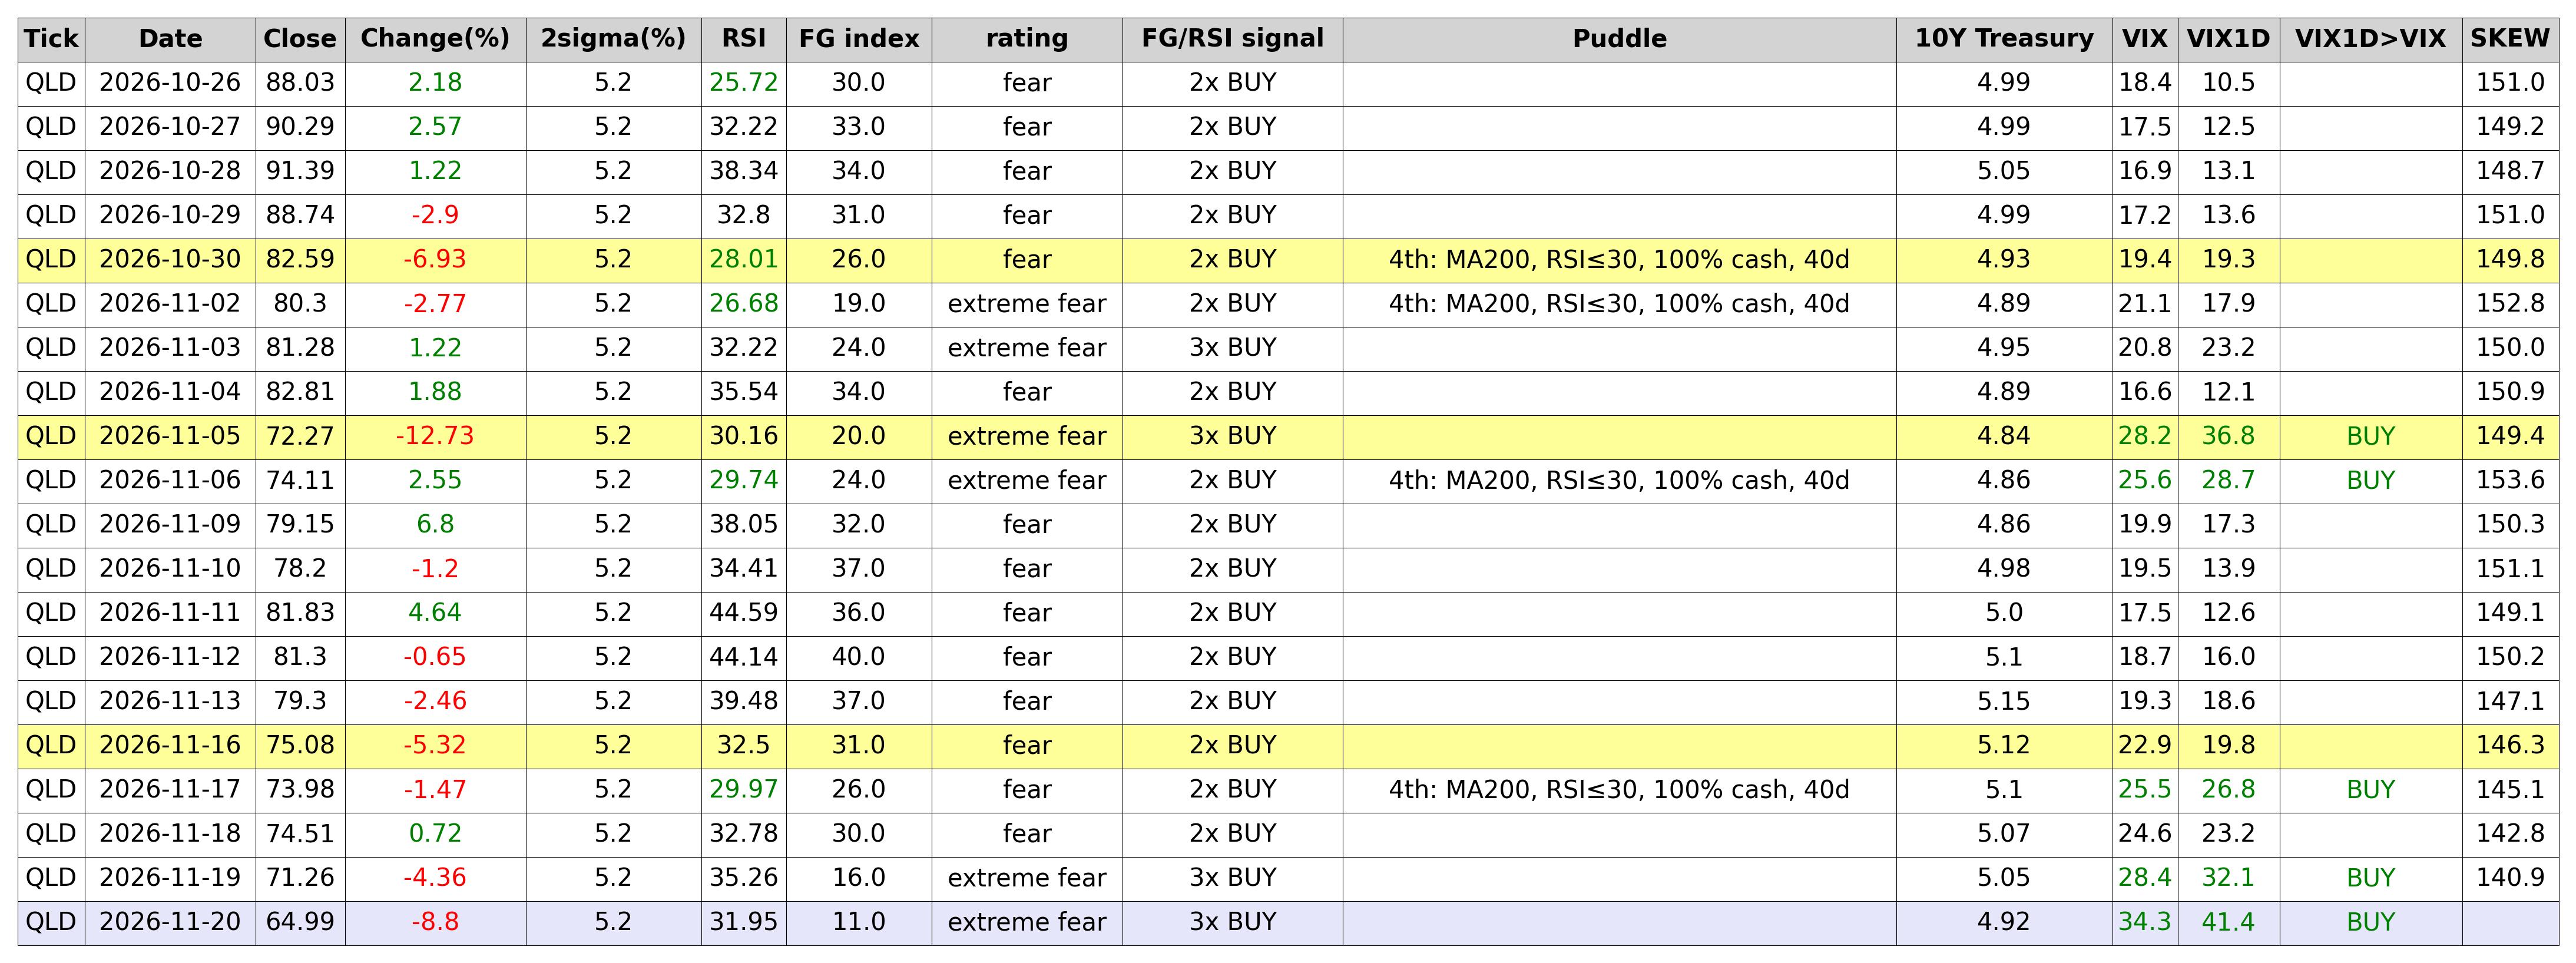 Tick Date Close Change(%) 2sigma(%) RSI FG index rating FG/RSI signal Puddle 10Y Treasury VIX VIX1D VIX1D>VIX SKEW
QLD 2026-10-26 88.03 2.18 5.2 25.72 30.0 fear 2x BUY 4.99 18.4 10.5 151.0
QLD 2026-10-27 90.29 2.57 5.2 32.22 33.0 fear 2x BUY 4.99 17.5 12.5 149.2
QLD 2026-10-28 91.39 1.22 5.2 38.34 34.0 fear 2x BUY 5.05 16.9 13.1 148.7
QLD 2026-10-29 88.74 -2.9 5.2 32.8 31.0 fear 2x BUY 4.99 17.2 13.6 151.0
QLD 2026-10-30 82.59 -6.93 5.2 28.01 26.0 fear 2x BUY 4th: MA200, RSI≤30, 100% cash, 40d 4.93 19.4 19.3 149.8
QLD 2026-11-02 80.3 -2.77 5.2 26.68 19.0 extreme fear 2x BUY 4th: MA200, RSI≤30, 100% cash, 40d 4.89 21.1 17.9 152.8
QLD 2026-11-03 81.28 1.22 5.2 32.22 24.0 extreme fear 3x BUY 4.95 20.8 23.2 150.0
QLD 2026-11-04 82.81 1.88 5.2 35.54 34.0 fear 2x BUY 4.89 16.6 12.1 150.9
QLD 2026-11-05 72.27 -12.73 5.2 30.16 20.0 extreme fear 3x BUY 4.84 28.2 36.8 BUY 149.4
QLD 2026-11-06 74.11 2.55 5.2 29.74 24.0 extreme fear 2x BUY 4th: MA200, RSI≤30, 100% cash, 40d 4.86 25.6 28.7 BUY 153.6
QLD 2026-11-09 79.15 6.8 5.2 38.05 32.0 fear 2x BUY 4.86 19.9 17.3 150.3
QLD 2026-11-10 78.2 -1.2 5.2 34.41 37.0 fear 2x BUY 4.98 19.5 13.9 151.1
QLD 2026-11-11 81.83 4.64 5.2 44.59 36.0 fear 2x BUY 5.0 17.5 12.6 149.1
QLD 2026-11-12 81.3 -0.65 5.2 44.14 40.0 fear 2x BUY 5.1 18.7 16.0 150.2
QLD 2026-11-13 79.3 -2.46 5.2 39.48 37.0 fear 2x BUY 5.15 19.3 18.6 147.1
QLD 2026-11-16 75.08 -5.32 5.2 32.5 31.0 fear 2x BUY 5.12 22.9 19.8 146.3
QLD 2026-11-17 73.98 -1.47 5.2 29.97 26.0 fear 2x BUY 4th: MA200, RSI≤30, 100% cash, 40d 5.1 25.5 26.8 BUY 145.1
QLD 2026-11-18 74.51 0.72 5.2 32.78 30.0 fear 2x BUY 5.07 24.6 23.2 142.8
QLD 2026-11-19 71.26 -4.36 5.2 35.26 16.0 extreme fear 3x BUY 5.05 28.4 32.1 BUY 140.9
QLD 2026-11-20 64.99 -8.8 5.2 31.95 11.0 extreme fear 3x BUY 4.92 34.3 41.4 BUY